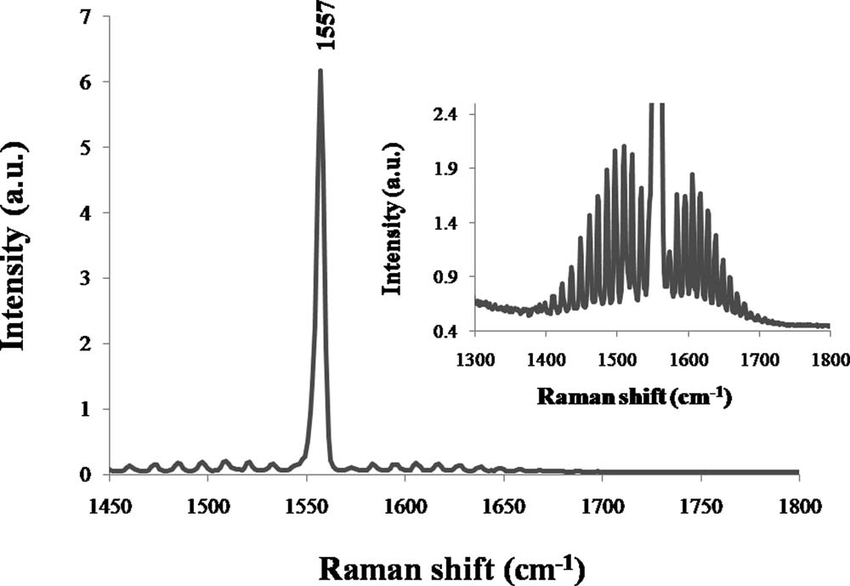 7
1557
6
5
4
3
2
1
0
Intensity (a.u.)
1450 1500 1550 1600 1650 1700 1750 1800
Raman shift (cm-1)
2.4
1.9
1.4
0.9
0.4
Intensity (a.u.)
1300 1400 1500 1600 1700 1800
Raman shift (cm-1)